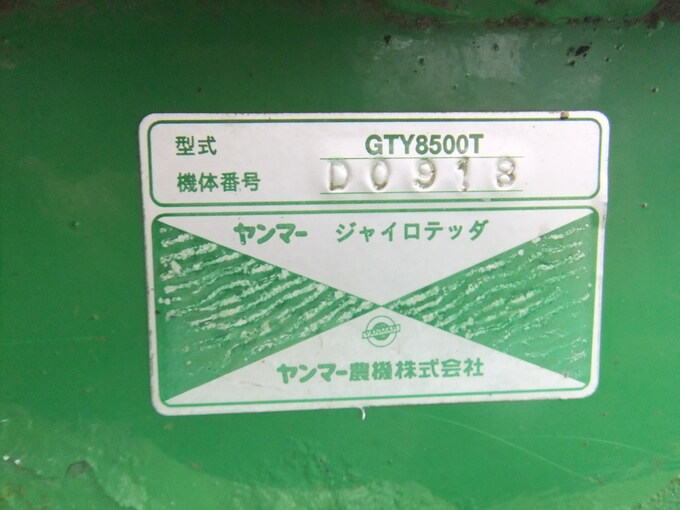 型式 GTY8500T
機体番号 D0918
ヤンマー ジャイロテッダ
ヤンマー農機株式会社